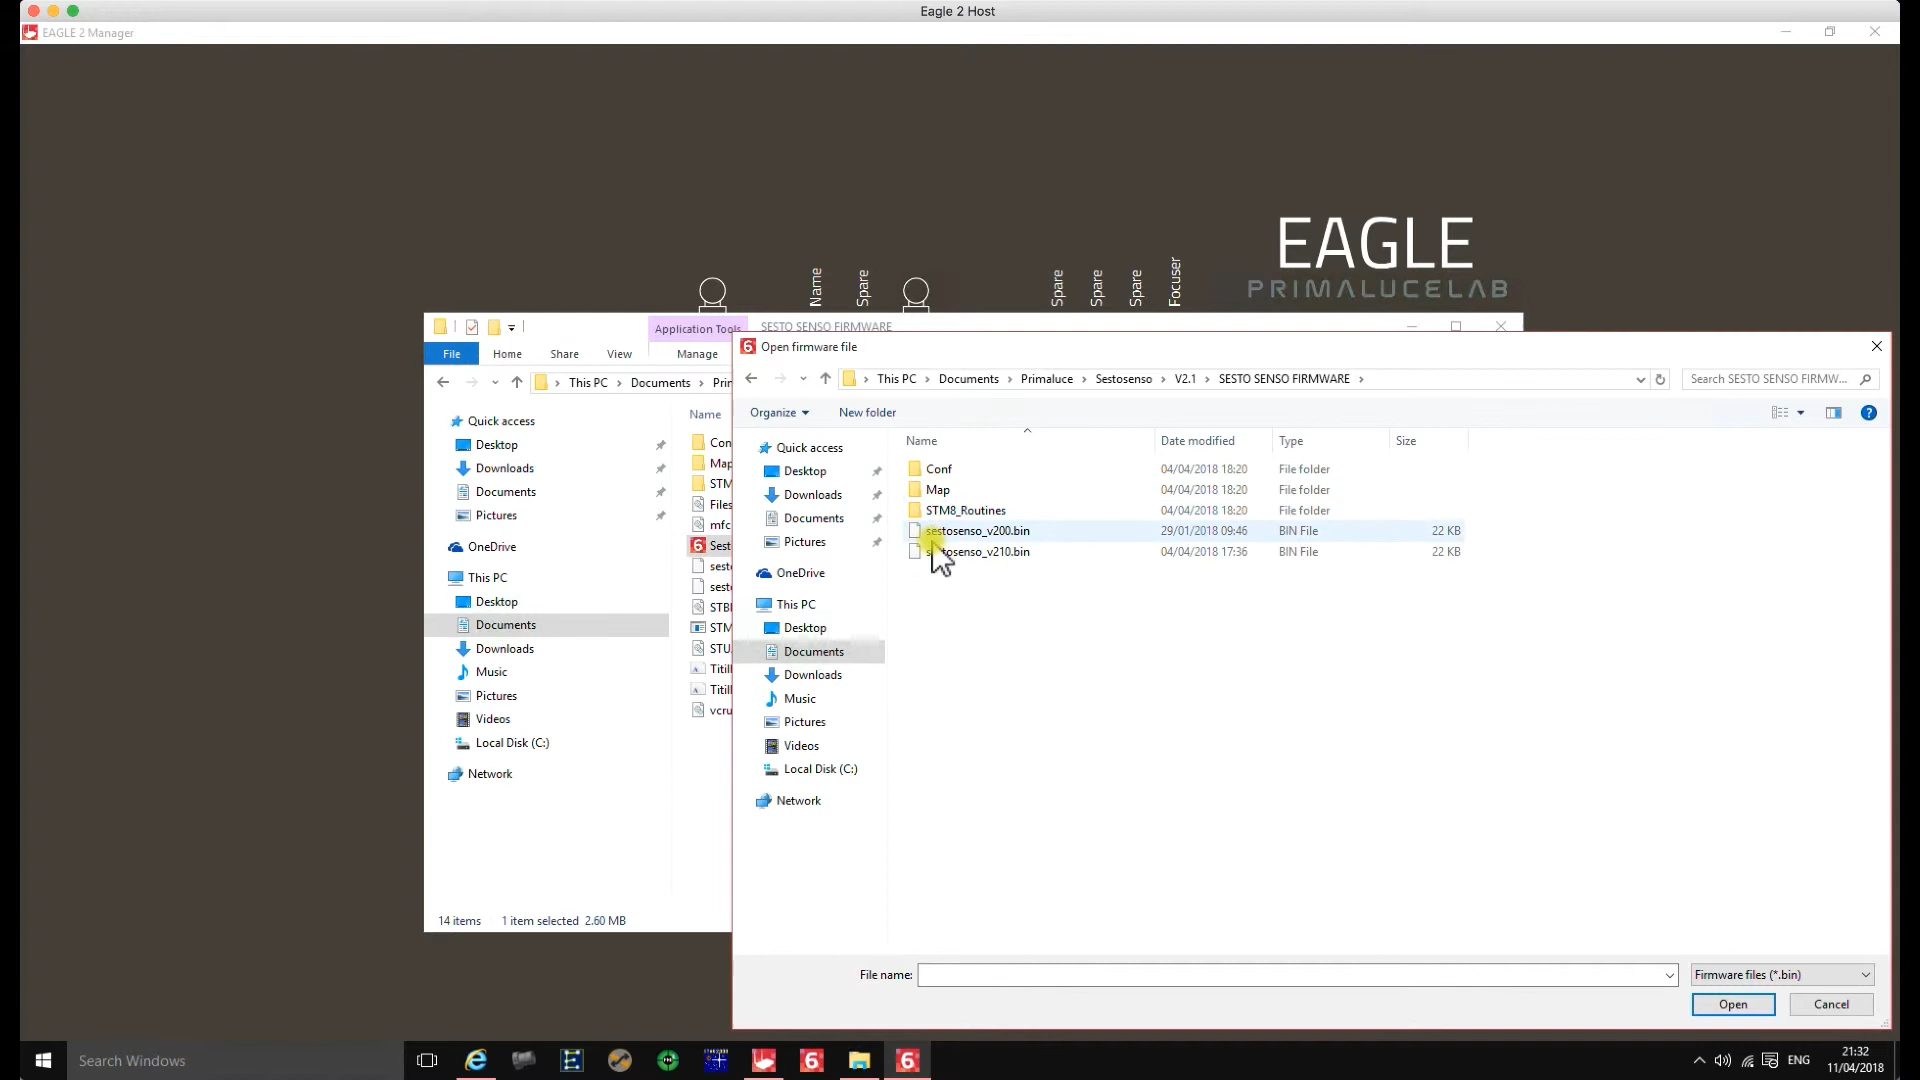 Eagle 2 Host
EAGLE 2 Manager
EAGLE
PRIMALUCELAB
Name
Spare
Spare
Spare
Spare
Focuser
Application Tools
SESTO SENSO FIRMWARE
File
Home
Share
View
Manage
This PC
Documents
Quick access
Desktop
Downloads
Documents
Pictures
OneDrive
This PC
Desktop
Documents
Downloads
Music
Pictures
Videos
Local Disk (C:)
Network
Name
14 items
1 item selected 2.60 MB
6 Open firmware file
This PC
Documents
Primaluce
Sestosenso
V2.1
SESTO SENSO FIRMWARE
Search SESTO SENSO FIRMW...
Organize
New folder
Quick access
Desktop
Downloads
Documents
Pictures
OneDrive
This PC
Desktop
Documents
Downloads
Music
Pictures
Videos
Local Disk (C:)
Network
Name Date modified Type Size
Conf 04/04/2018 18:20 File folder
Map 04/04/2018 18:20 File folder
STM8_Routines 04/04/2018 18:20 File folder
sestosenso_v200.bin 29/01/2018 09:46 BIN File 22 KB
sestosenso_v210.bin 04/04/2018 17:36 BIN File 22 KB
File name:
Firmware files (*.bin)
Open
Cancel
Search Windows
ENG
21:32
11/04/2018